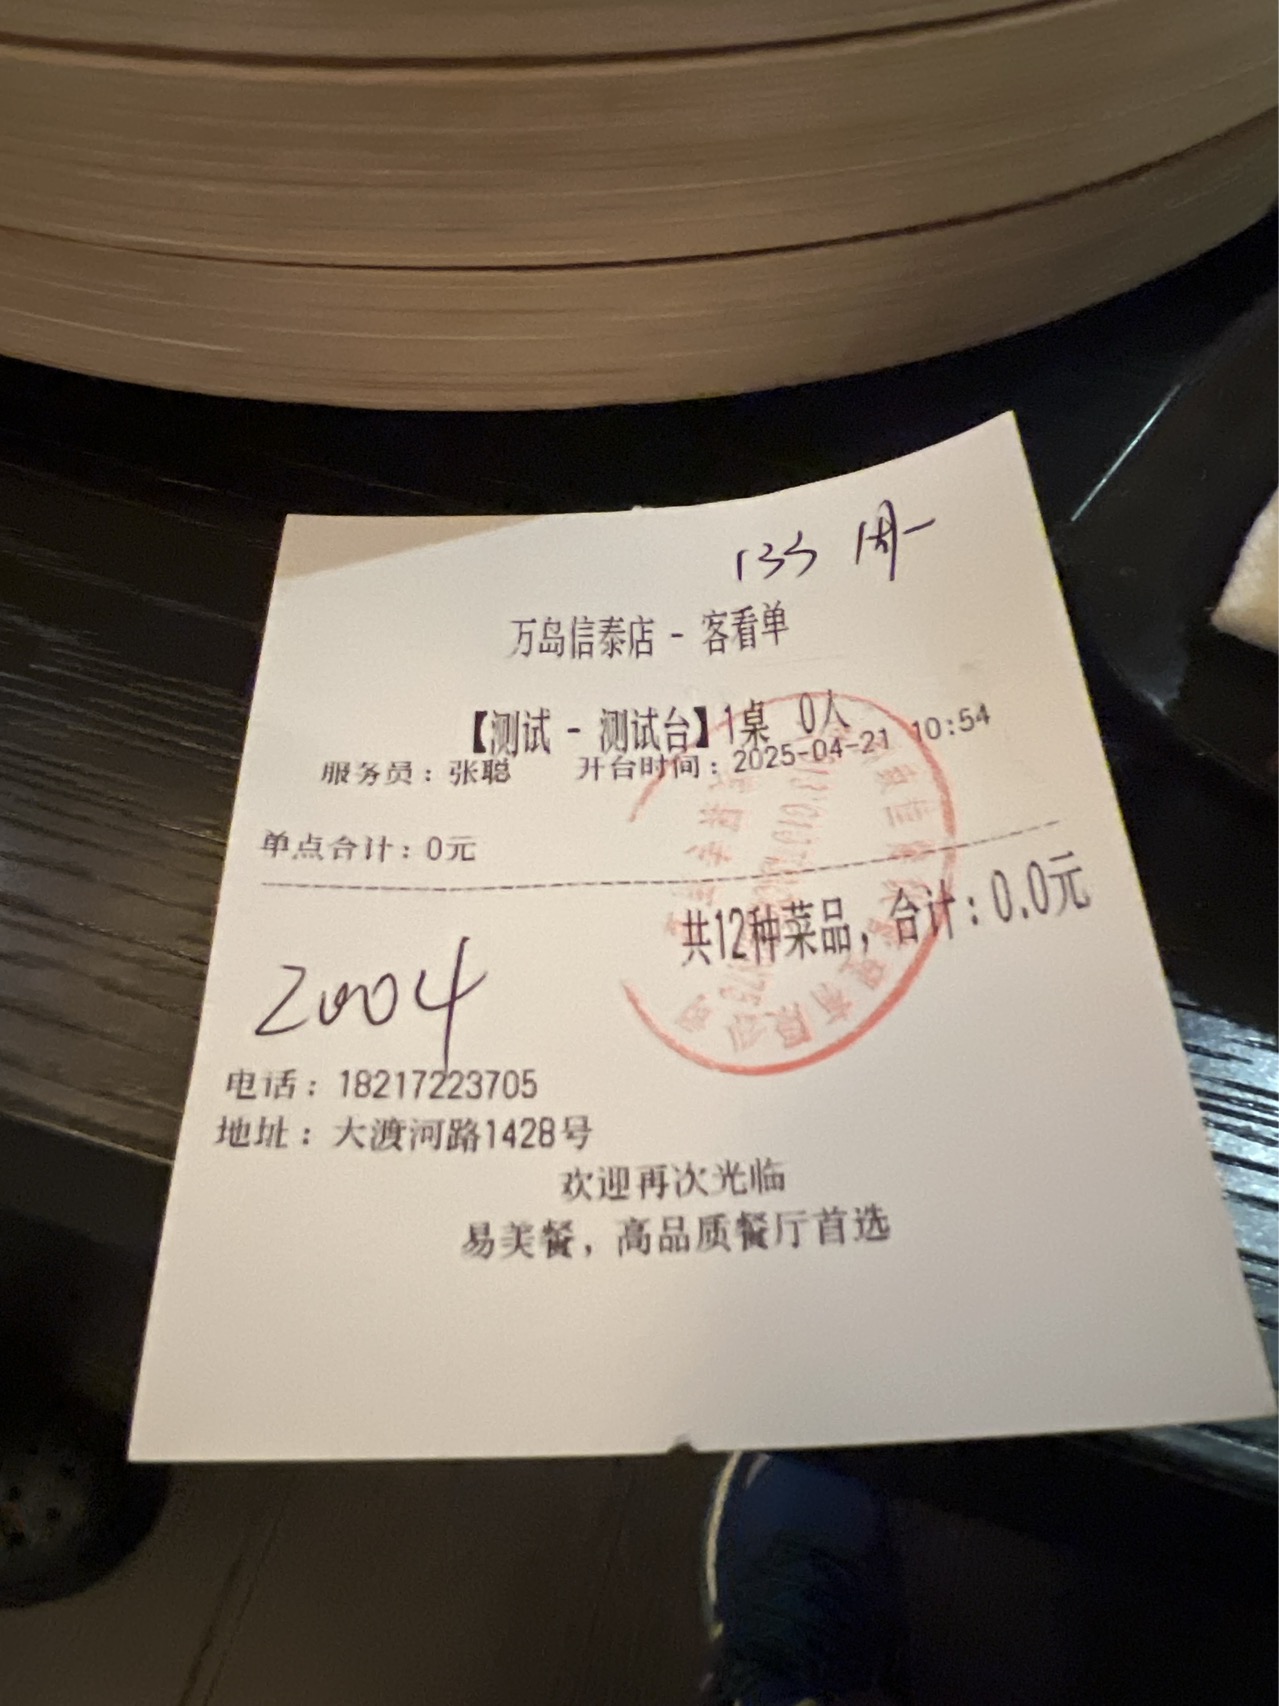 133 周一
万岛信泰店 - 客看单
【测试 - 测试台】1桌 0人
服务员：张聪 开台时间：2025-04-21 10:54
单点合计：0元
共12种菜品，合计：0.0元
2004
电话：18217223705
地址：大渡河路1428号
欢迎再次光临
易美餐，高品质餐厅首选